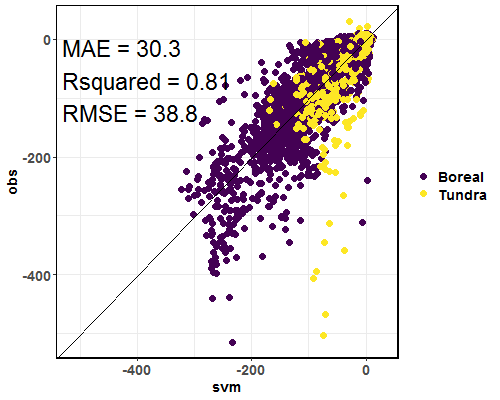 MAE = 30.3
Rsquared = 0.81
RMSE = 38.8
0
-200
-400
obs
-400 -200 0
svm
Boreal
Tundra